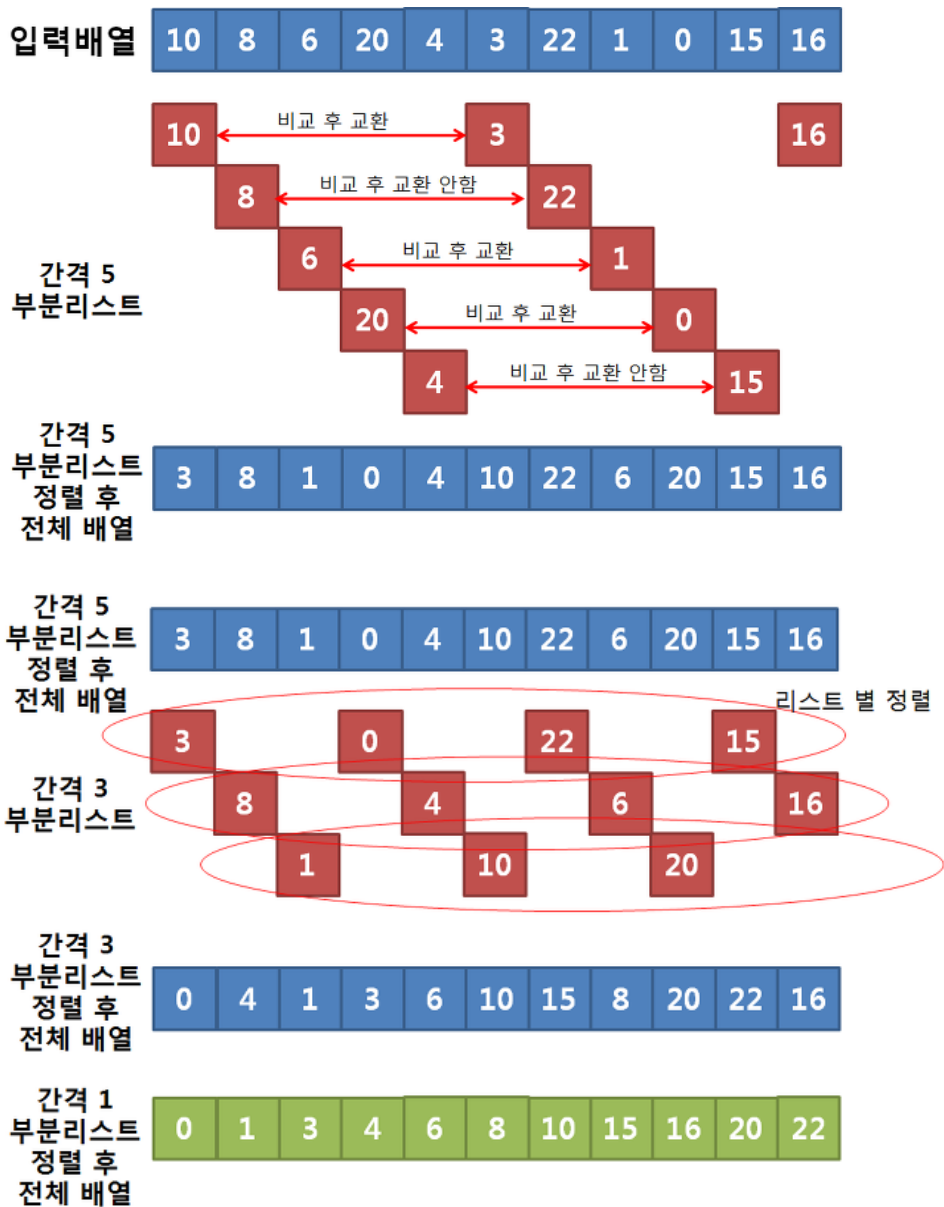 입력배열 10 8 6 20 4 3 22 1 0 15 16
10 비교 후 교환 3 16
8 비교 후 교환 안함 22
6 비교 후 교환 1
간격 5
부분리스트
20 비교 후 교환 0
4 비교 후 교환 안함 15
간격 5
부분리스트
정렬 후
전체 배열
3 8 1 0 4 10 22 6 20 15 16
간격 5
부분리스트
정렬 후
전체 배열
3 8 1 0 4 10 22 6 20 15 16
리스트 별 정렬
3 0 22 15
간격 3
부분리스트
8 4 6 16
1 10 20
간격 3
부분리스트
정렬 후
전체 배열
0 4 1 3 6 10 15 8 20 22 16
간격 1
부분리스트
정렬 후
전체 배열
0 1 3 4 6 8 10 15 16 20 22